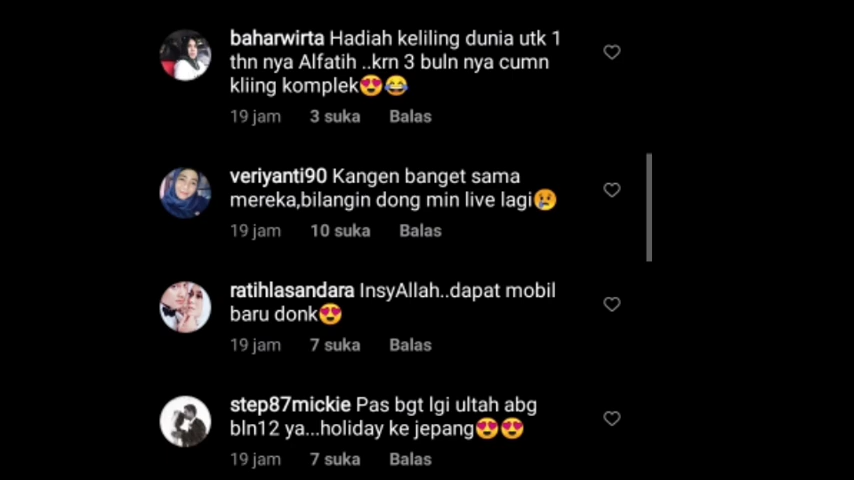 baharwirta Hadiah keliling dunia utk 1
thn nya Alfatih ..krn 3 buln nya cumn
kliing komplek😍😂
19 jam 3 suka Balas
veriyanti90 Kangen banget sama
mereka,bilangin dong min live lagi😢
19 jam 10 suka Balas
ratihlasandara InsyAllah..dapat mobil
baru donk😍
19 jam 7 suka Balas
step87mickie Pas bgt lgi ultah abg
bln12 ya...holiday ke jepang😍😍
19 jam 7 suka Balas